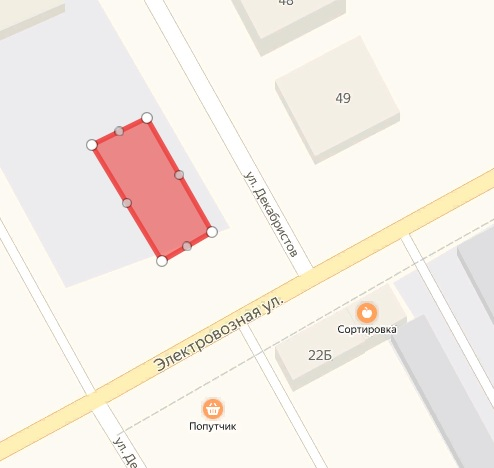 48
49
ул. Декабристов
Электровозная ул.
Сортировка
22Б
Попутчик
ул. Де